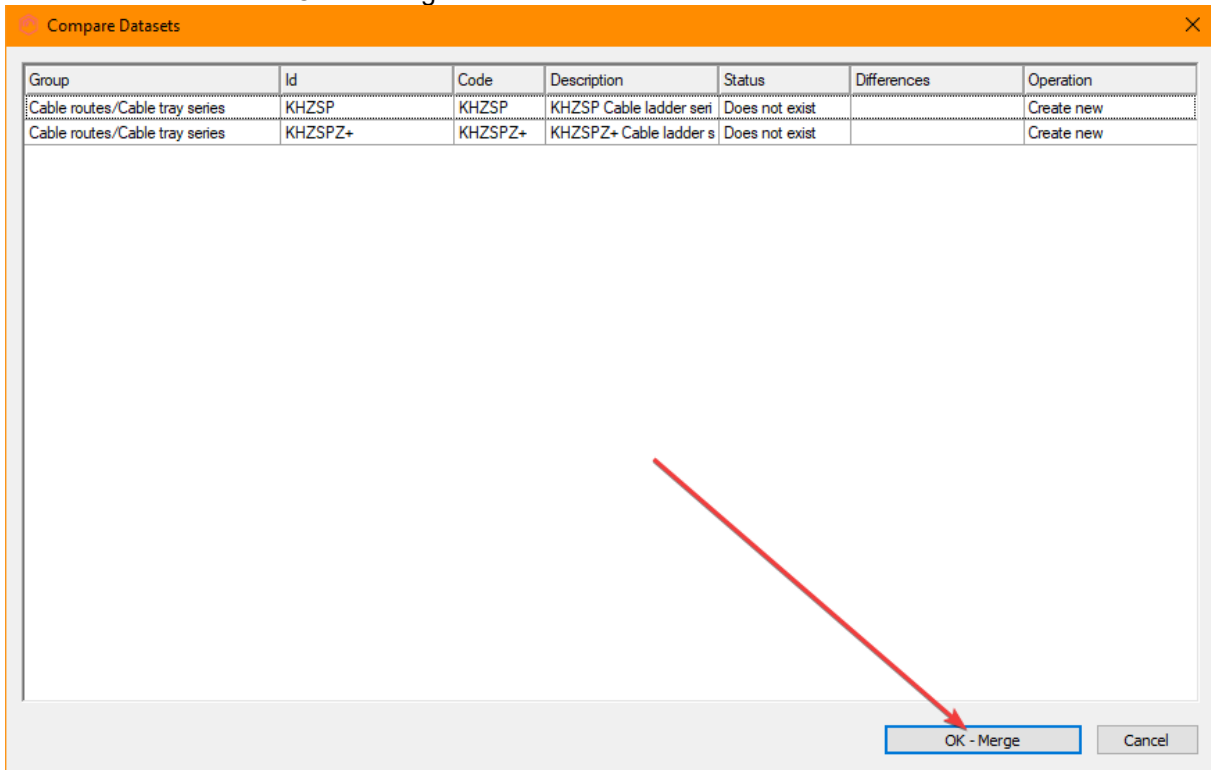 Compare Datasets
Group Id Code Description Status Differences Operation
Cable routes/Cable tray series KHZSP KHZSP KHZSP Cable ladder seri Does not exist Create new
Cable routes/Cable tray series KHZSPZ+ KHZSPZ+ KHZSPZ+ Cable ladder s Does not exist Create new
OK - Merge Cancel